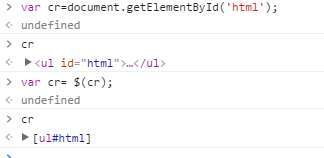 > var cr=document.getElementById('html');
< undefined
> cr
< ▶<ul id="html">…</ul>
> var cr= $(cr);
< undefined
> cr
< ▶[ul#html]
>